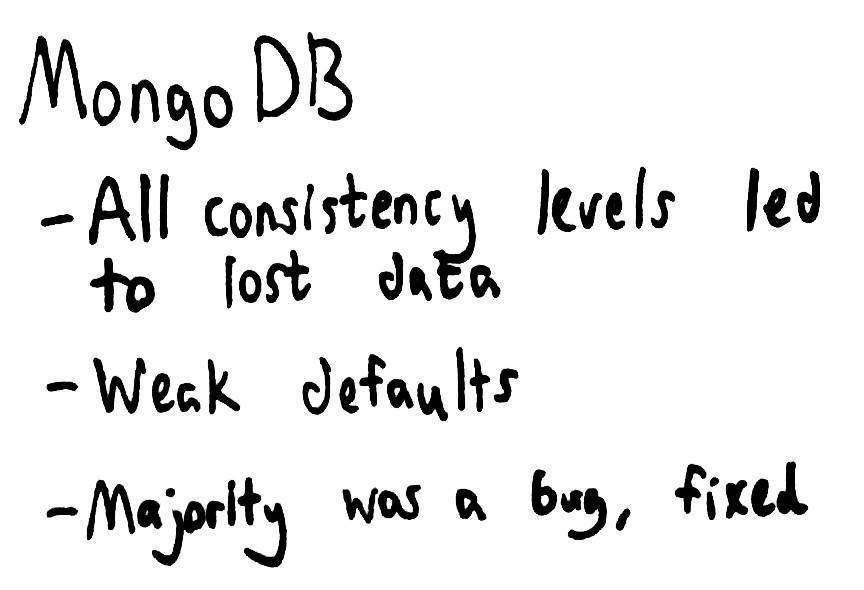 MongoDB
- All consistency levels led
to lost data
- Weak defaults
- Majority was a bug, fixed